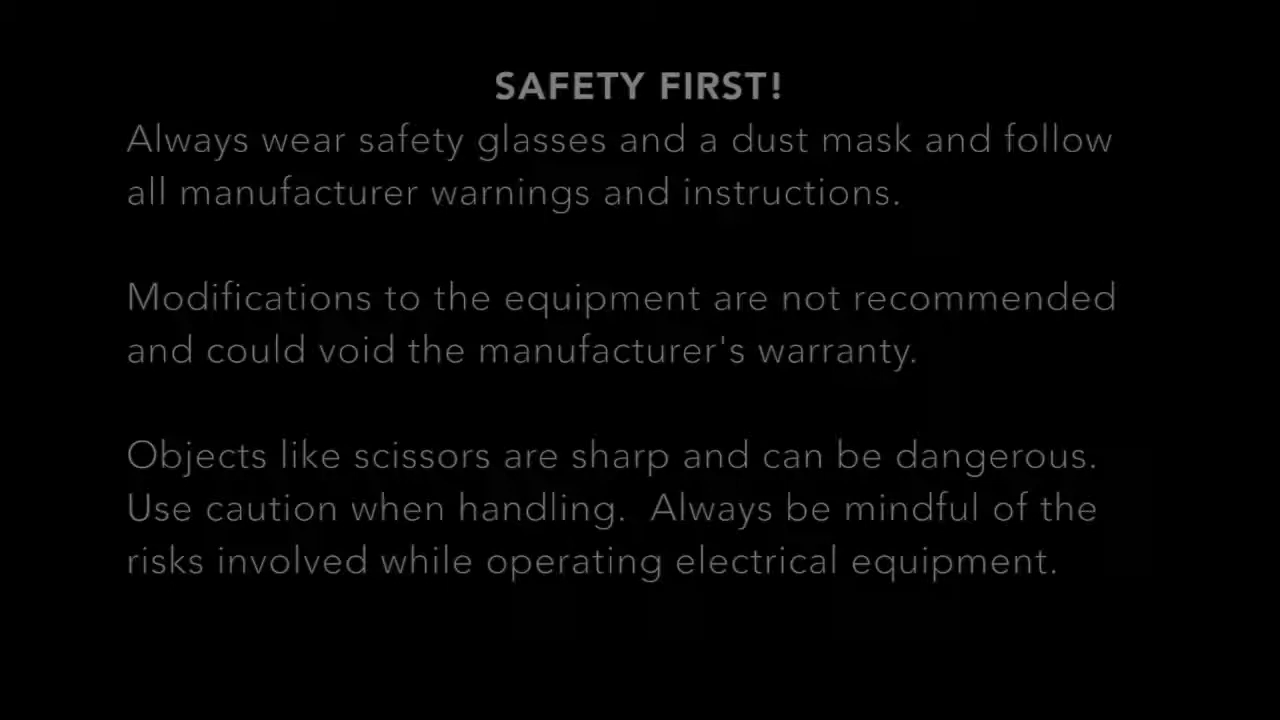 SAFETY FIRST!
Always wear safety glasses and a dust mask and follow
all manufacturer warnings and instructions.
Modifications to the equipment are not recommended
and could void the manufacturer's warranty.
Objects like scissors are sharp and can be dangerous.
Use caution when handling.  Always be mindful of the
risks involved while operating electrical equipment.